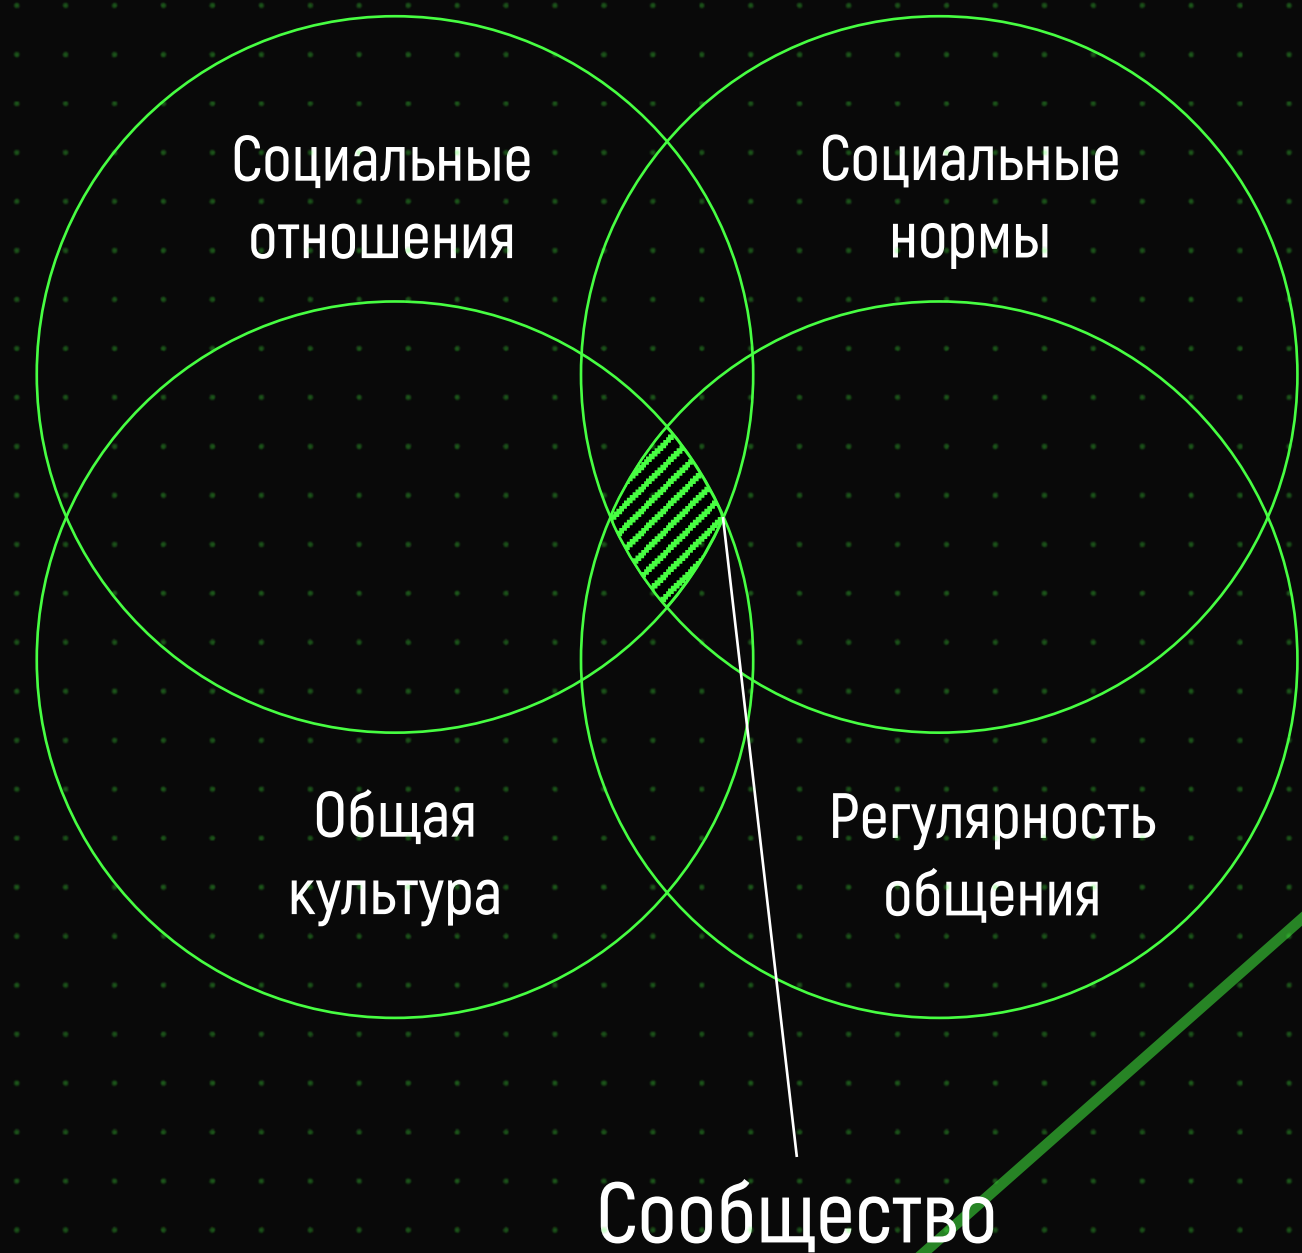 Социальные
отношения
Социальные
нормы
Общая
культура
Регулярность
общения
Сообщество